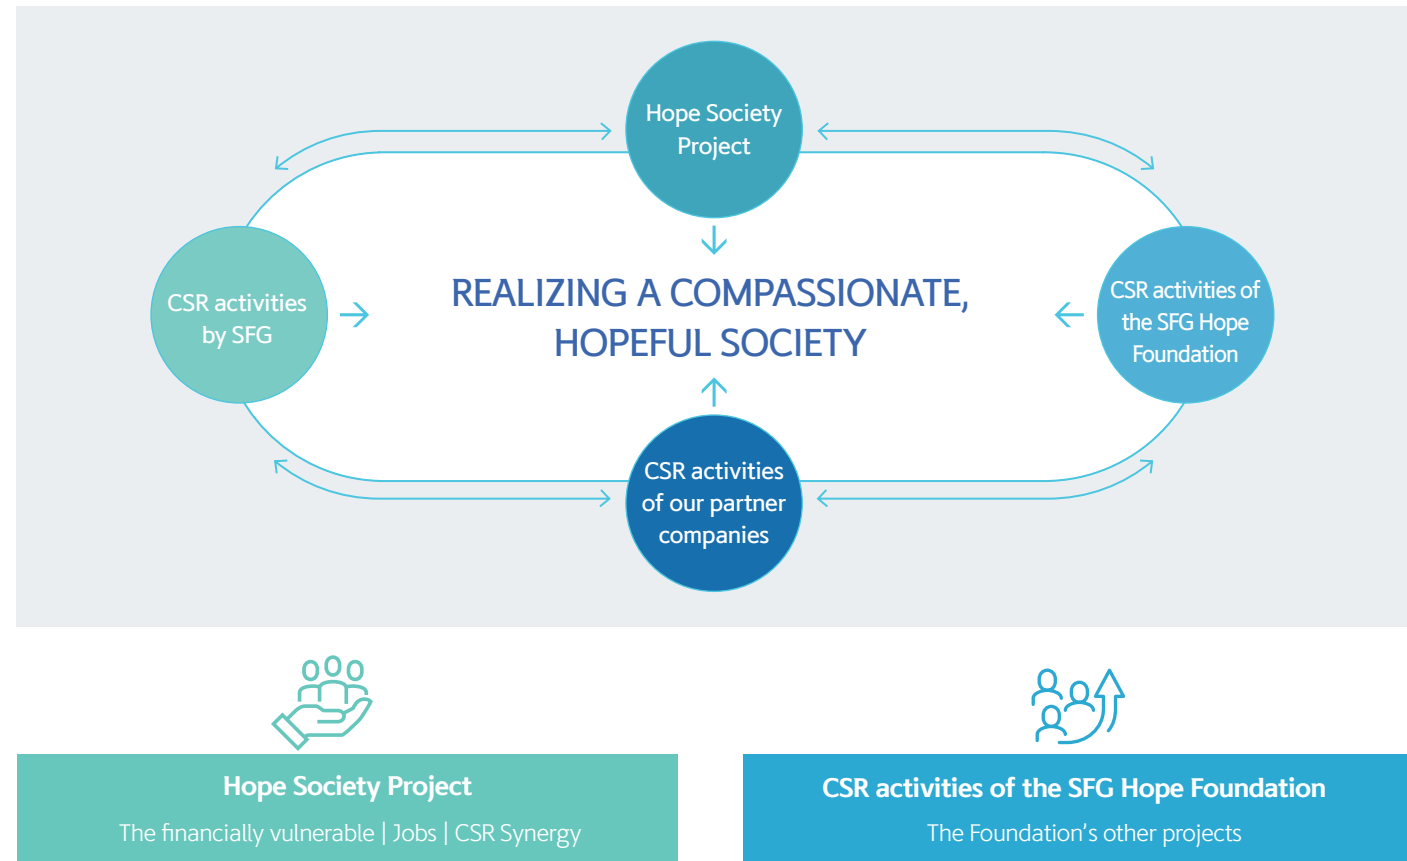 Hope Society
Project
CSR activities
by SFG
REALIZING A COMPASSIONATE,
HOPEFUL SOCIETY
CSR activities of
the SFG Hope
Foundation
CSR activities
of our partner
companies
Hope Society Project
The financially vulnerable | Jobs | CSR Synergy
CSR activities of the SFG Hope Foundation
The Foundation's other projects